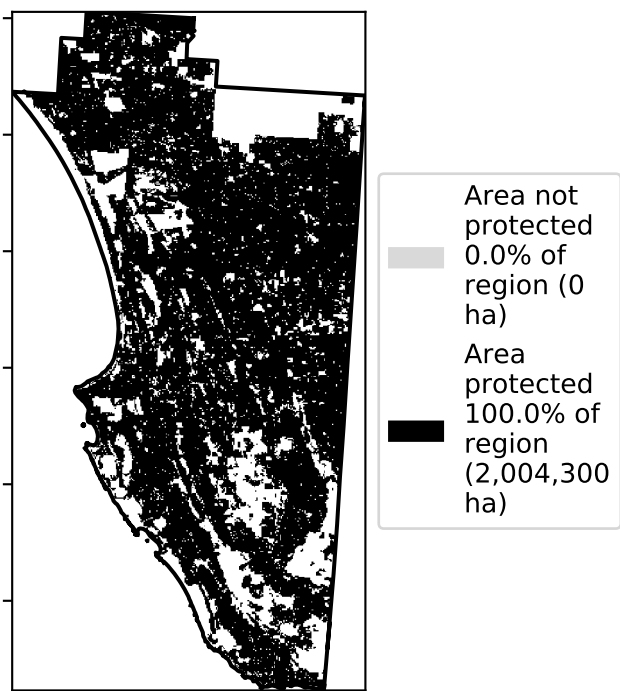 Area not
protected
0.0% of
region (0
ha)
Area
protected
100.0% of
region
(2,004,300
ha)